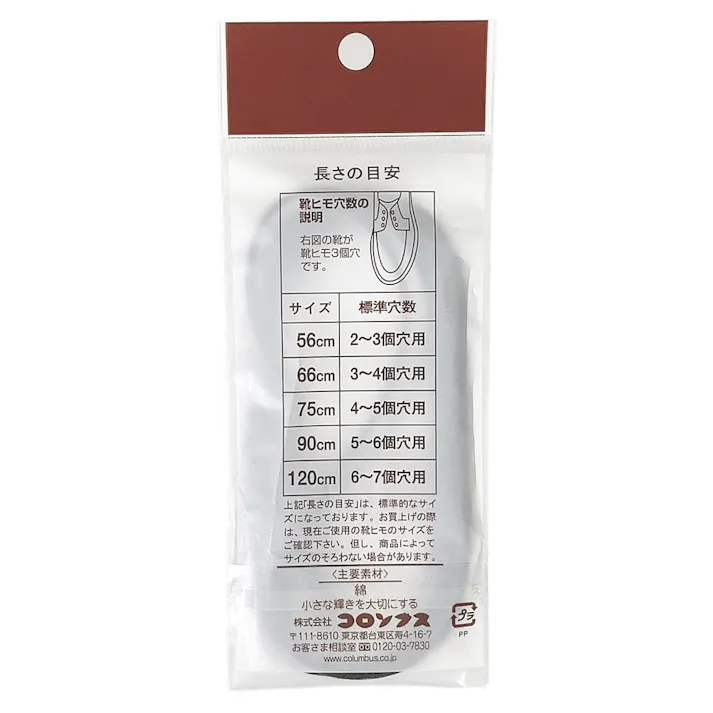 長さの目安
靴ヒモ穴数の
説明
右図の靴が
靴ヒモ3個穴
です。
サイズ 標準穴数
56cm 2〜3個穴用
66cm 3〜4個穴用
75cm 4〜5個穴用
90cm 5〜6個穴用
120cm 6〜7個穴用
上記「長さの目安」は、標準的なサイ
ズになっております。お買上げの際
は、現在ご使用の靴ヒモのサイズを
ご確認下さい。但し、商品によって
サイズのそろわない場合があります。
〈主要素材〉
綿
小さな輝きを大切にする
株式会社 コロンブス
〒111-8610 東京都台東区寿4-16-7
お客さま相談室 0120-03-7830
www.columbus.co.jp
プラ
PP